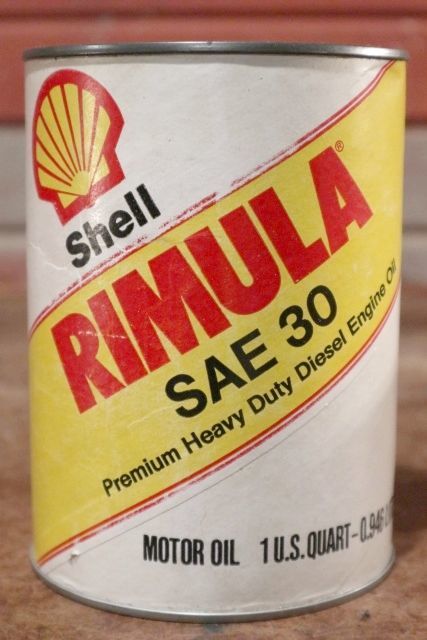 Shell
RIMULA®
SAE 30
Premium Heavy Duty Diesel Engine Oil
MOTOR OIL 1 U.S. QUART-0.946